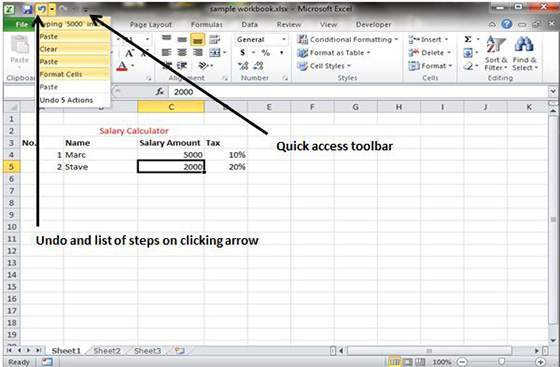 sample workbook.xlsx - Microsoft Excel
File
Page Layout Formulas Data Review View
Typing '5000' in
Paste
Clear
Paste
Format Cells
Paste
Undo 5 Actions
Clipboard
General
Conditional Formatting
Format as Table
Cell Styles
Styles
Insert
Delete
Format
Cells
Sort & Filter
Find & Select
Editing
Alignment
Number
fx 2000
C D E F G H I J K
1
2 Salary Calculator
3 No. Name Salary Amount Tax
4 1 Marc 5000 10%
5 2 Stave 2000 20%
6
7
8
9
10
11
12
13
14
15
16
17
18
19
Quick access toolbar
Undo and list of steps on clicking arrow
Sheet1 Sheet2 Sheet3
Ready 100%